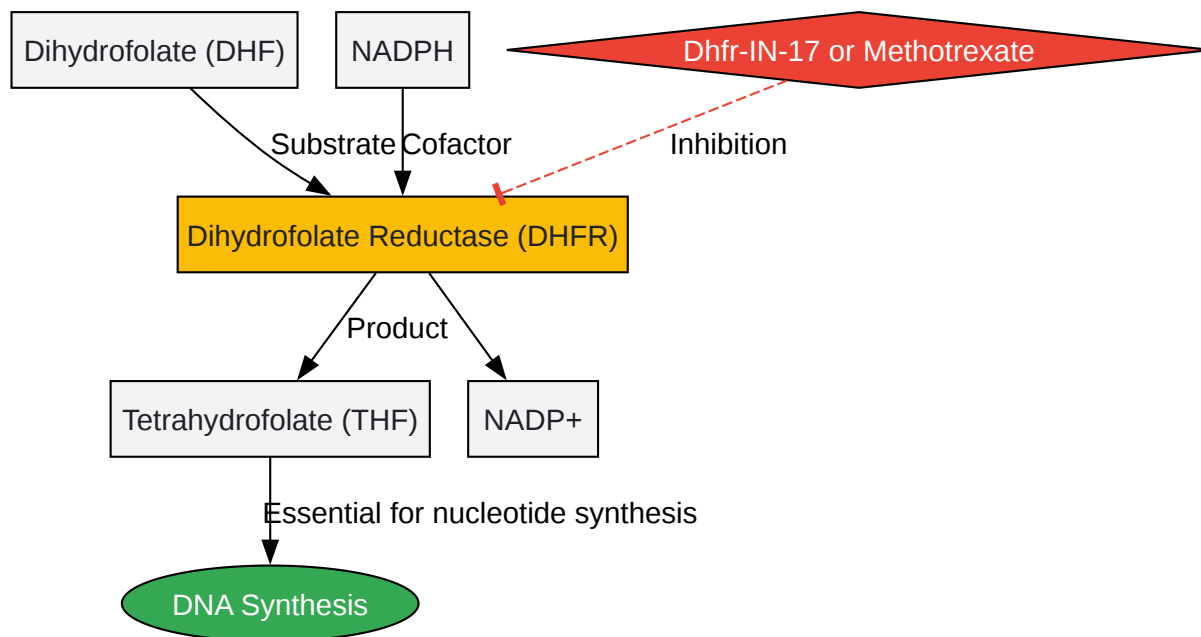 Dihydrofolate (DHF)
NADPH
Dhfr-IN-17 or Methotrexate
Substrate
Cofactor
Inhibition
Dihydrofolate Reductase (DHFR)
Product
Tetrahydrofolate (THF)
NADP+
Essential for nucleotide synthesis
DNA Synthesis